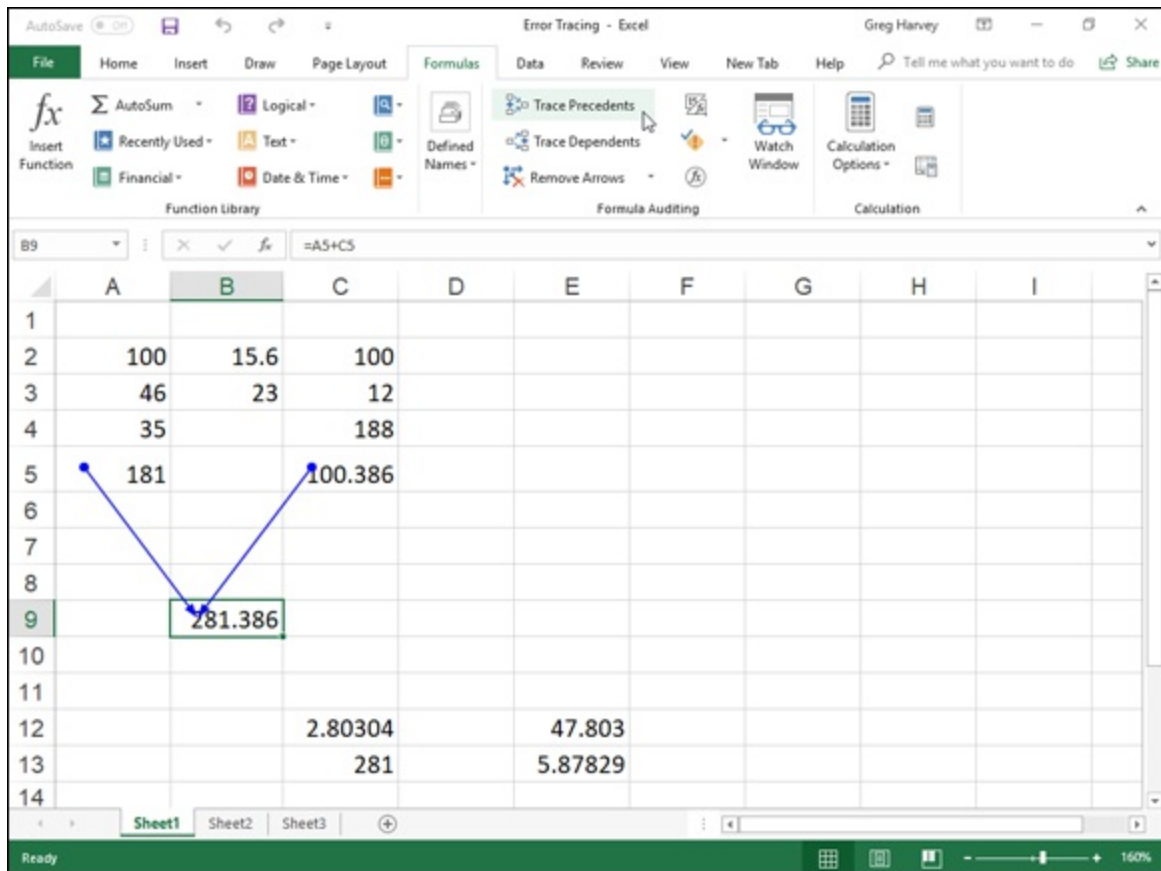 AutoSave Off Error Tracing - Excel Greg Harvey
File Home Insert Draw Page Layout Formulas Data Review View New Tab Help Tell me what you want to do Share
fx Insert Function
Σ AutoSum
Recently Used
Financial
Logical
Text
Date & Time
Function Library
Defined Names
Trace Precedents
Trace Dependents
Remove Arrows
fx
Watch Window
Formula Auditing
Calculation Options
Calculation
B9 fx =A5+C5
A B C D E F G H I
1
2 100 15.6 100
3 46 23 12
4 35 188
5 181 100.386
6
7
8
9 281.386
10
11
12 2.80304 47.803
13 281 5.87829
14
Sheet1 Sheet2 Sheet3
Ready 160%